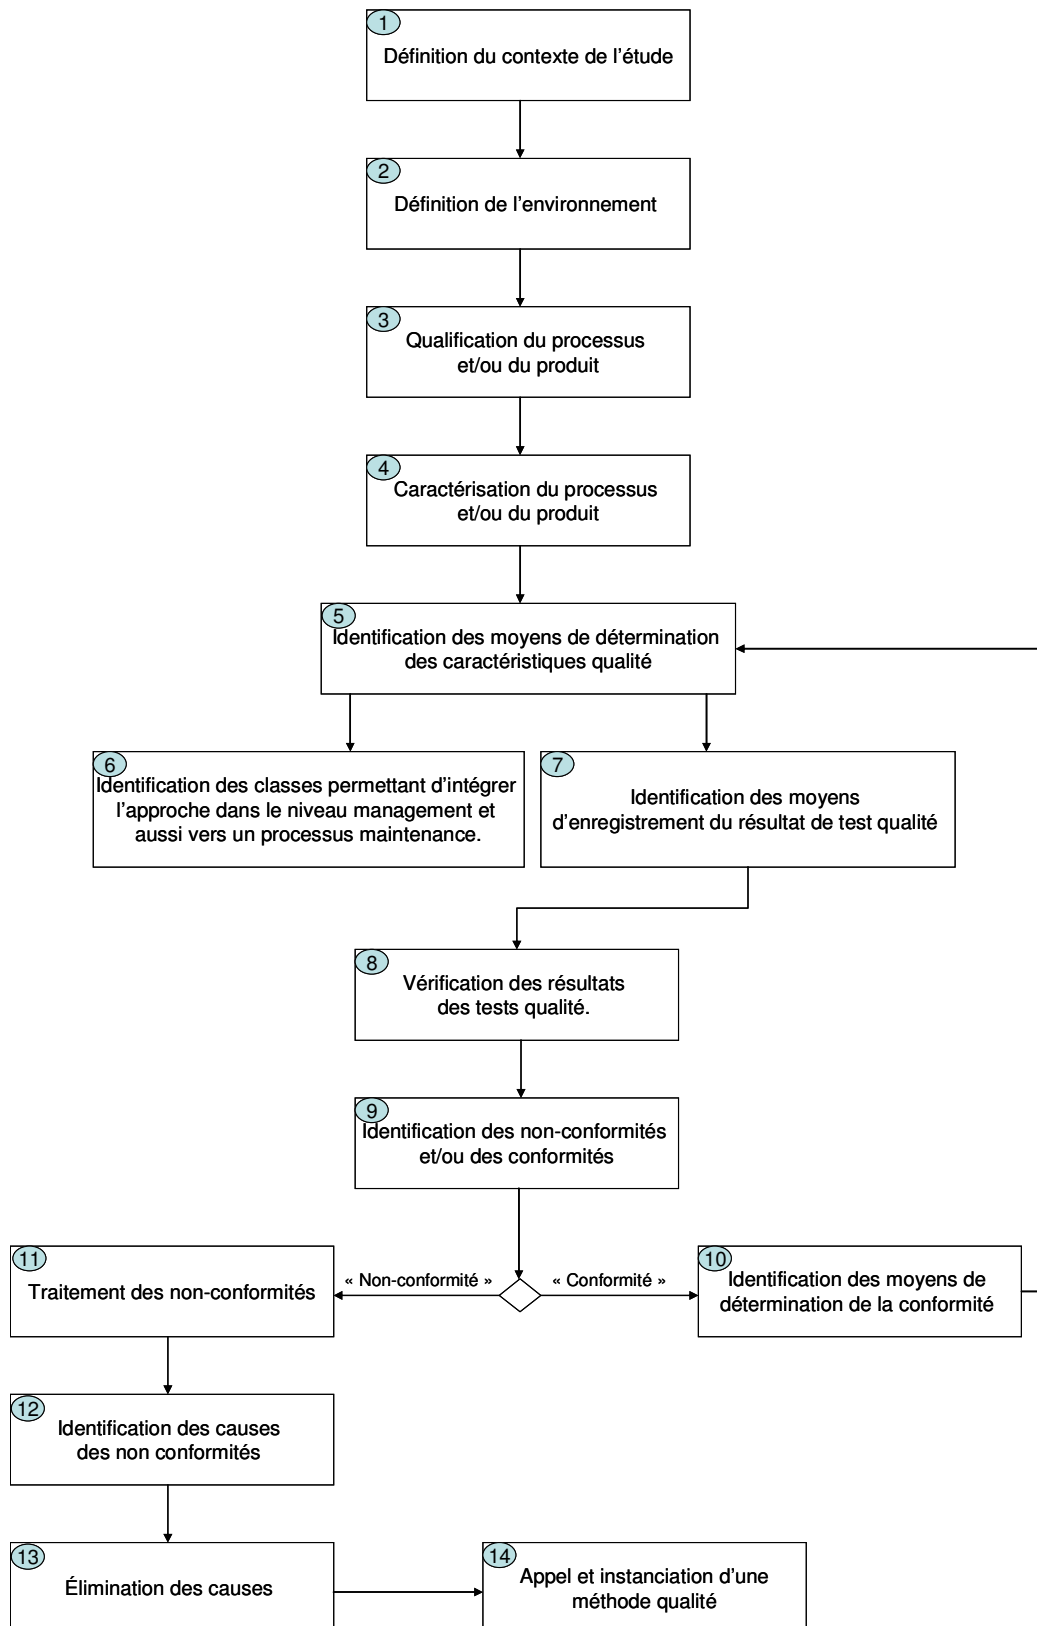 1
Définition du contexte de l’étude
2
Définition de l’environnement
3
Qualification du processus
et/ou du produit
4
Caractérisation du processus
et/ou du produit
5
Identification des moyens de détermination
des caractéristiques qualité
6
Identification des classes permettant d’intégrer
l’approche dans le niveau management et
aussi vers un processus maintenance.
7
Identification des moyens
d’enregistrement du résultat de test qualité
8
Vérification des résultats
des tests qualité.
9
Identification des non-conformités
et/ou des conformités
11
Traitement des non-conformités
« Non-conformité »
« Conformité »
10
Identification des moyens de
détermination de la conformité
12
Identification des causes
des non conformités
13
Élimination des causes
14
Appel et instanciation d’une
méthode qualité